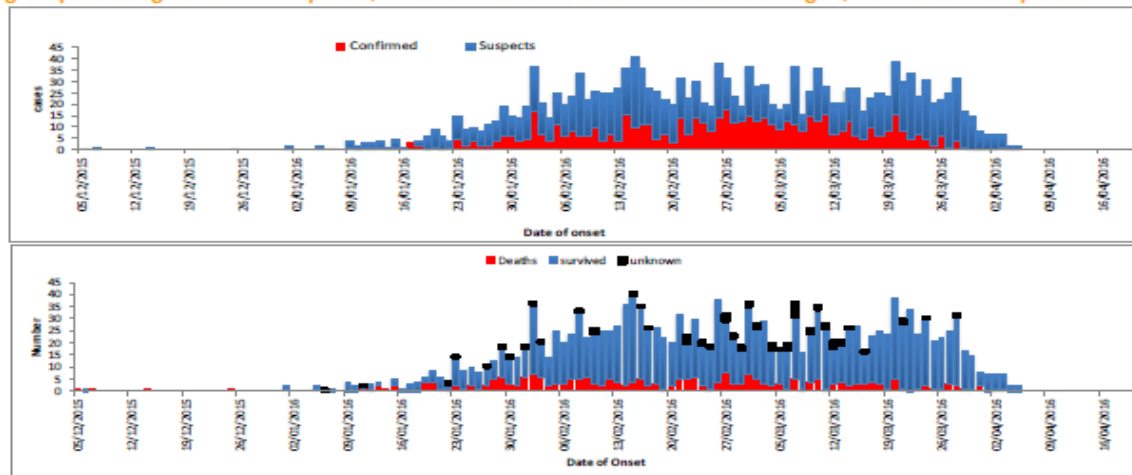 Confirmed Suspects
cases
45
40
35
30
25
20
15
10
5
0
05/12/2015 12/12/2015 19/12/2015 26/12/2015 02/01/2016 09/01/2016 16/01/2016 23/01/2016 30/01/2016 06/02/2016 13/02/2016 20/02/2016 27/02/2016 05/03/2016 12/03/2016 19/03/2016 26/03/2016 02/04/2016 09/04/2016 16/04/2016
Date of onset
Deaths survived unknown
Number
45
40
35
30
25
20
15
10
5
0
05/12/2015 12/12/2015 19/12/2015 26/12/2015 02/01/2016 09/01/2016 16/01/2016 23/01/2016 30/01/2016 06/02/2016 13/02/2016 20/02/2016 27/02/2016 05/03/2016 12/03/2016 19/03/2016 26/03/2016 02/04/2016 09/04/2016 16/04/2016
Date of Onset